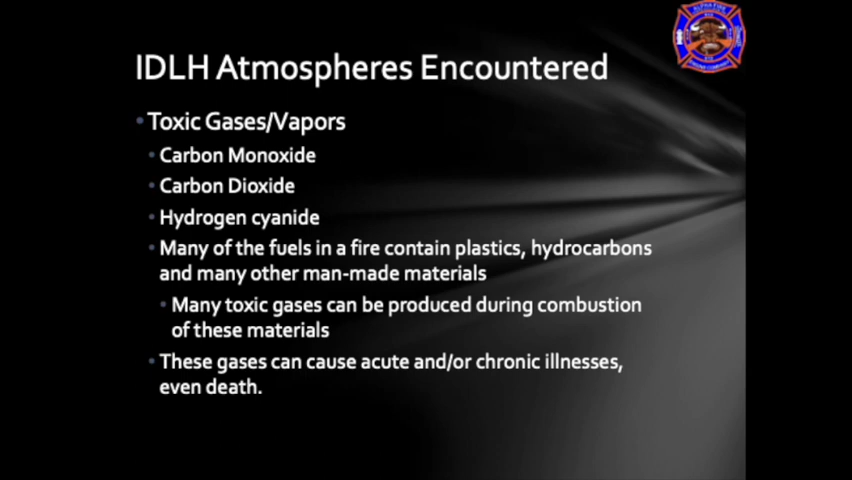 IDLH Atmospheres Encountered
ALPHA FIRE
• Toxic Gases/Vapors
• Carbon Monoxide
• Carbon Dioxide
• Hydrogen cyanide
• Many of the fuels in a fire contain plastics, hydrocarbons
and many other man-made materials
• Many toxic gases can be produced during combustion
of these materials
• These gases can cause acute and/or chronic illnesses,
even death.